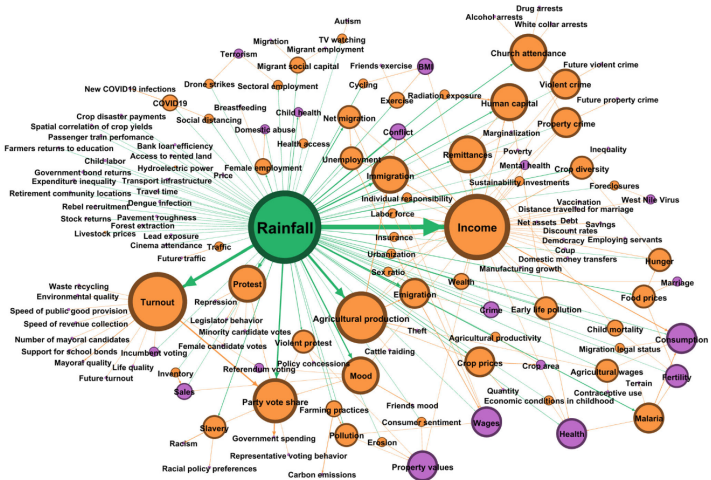 Drug arrests
Alcohol arrests
White collar arrests
Church attendance
Autism
TV watching
Migration
Migrant employment
Terrorism
Migrant social capital
Friends exercise
BMI
Future violent crime
Drone strikes
Sectoral employment
Cycling
Radiation exposure
Violent crime
New COVID19 infections
COVID19
Breastfeeding
Child health
Exercise
Human capital
Future property crime
Crop disaster payments
Social distancing
Net migration
Property crime
Spatial correlation of crop yields
Domestic abuse
Conflict
Marginalization
Passenger train perfomance
Bank loan efficiency
Health access
Inequality
Farmers returns to education
Access to rented land
Unemployment
Remittances
Poverty
Child labor
Hydroelectric power
Price
Female employment
Immigration
Mental health
Crop diversity
Government bond returns
Transport infrastructure
Sustainability investments
Foreclosures
Expenditure inequality
Travel time
Individual responsibility
Vaccination
West Nile Virus
Retirement community locations
Dengue infection
Labor force
Distance travelled for marriage
Rebel recruitment
Rainfall
Income
Net assets
Debt
Savings
Stock returns
Pavement roughness
Discount rates
Forest extraction
Insurance
Democracy
Employing servants
Livestock prices
Lead exposure
Coup
Cinema attendance
Traffic
Urbanization
Domestic money transfers
Hunger
Future traffic
Sex ratio
Manufacturing growth
Protest
Wealth
Marriage
Waste recycling
Emigration
Food prices
Environmental quality
Turnout
Repression
Crime
Early life pollution
Speed of public good provision
Legislator behavior
Agricultural production
Speed of revenue collection
Minority candidate votes
Theft
Child mortality
Consumption
Number of mayoral candidates
Female candidate votes
Violent protest
Agricultural productivity
Migration legal status
Support for school bonds
Incumbent voting
Cattle raiding
Mayoral quality
Life quality
Referendum voting
Policy concessions
Crop prices
Crop area
Agricultural wages
Fertility
Future turnout
Inventory
Mood
Terrain
Sales
Quantity
Economic conditions in childhood
Contraceptive use
Party vote share
Farming practices
Friends mood
Slavery
Consumer sentiment
Wages
Malaria
Racism
Government spending
Pollution
Erosion
Health
Representative voting behavior
Racial policy preferences
Carbon emissions
Property values